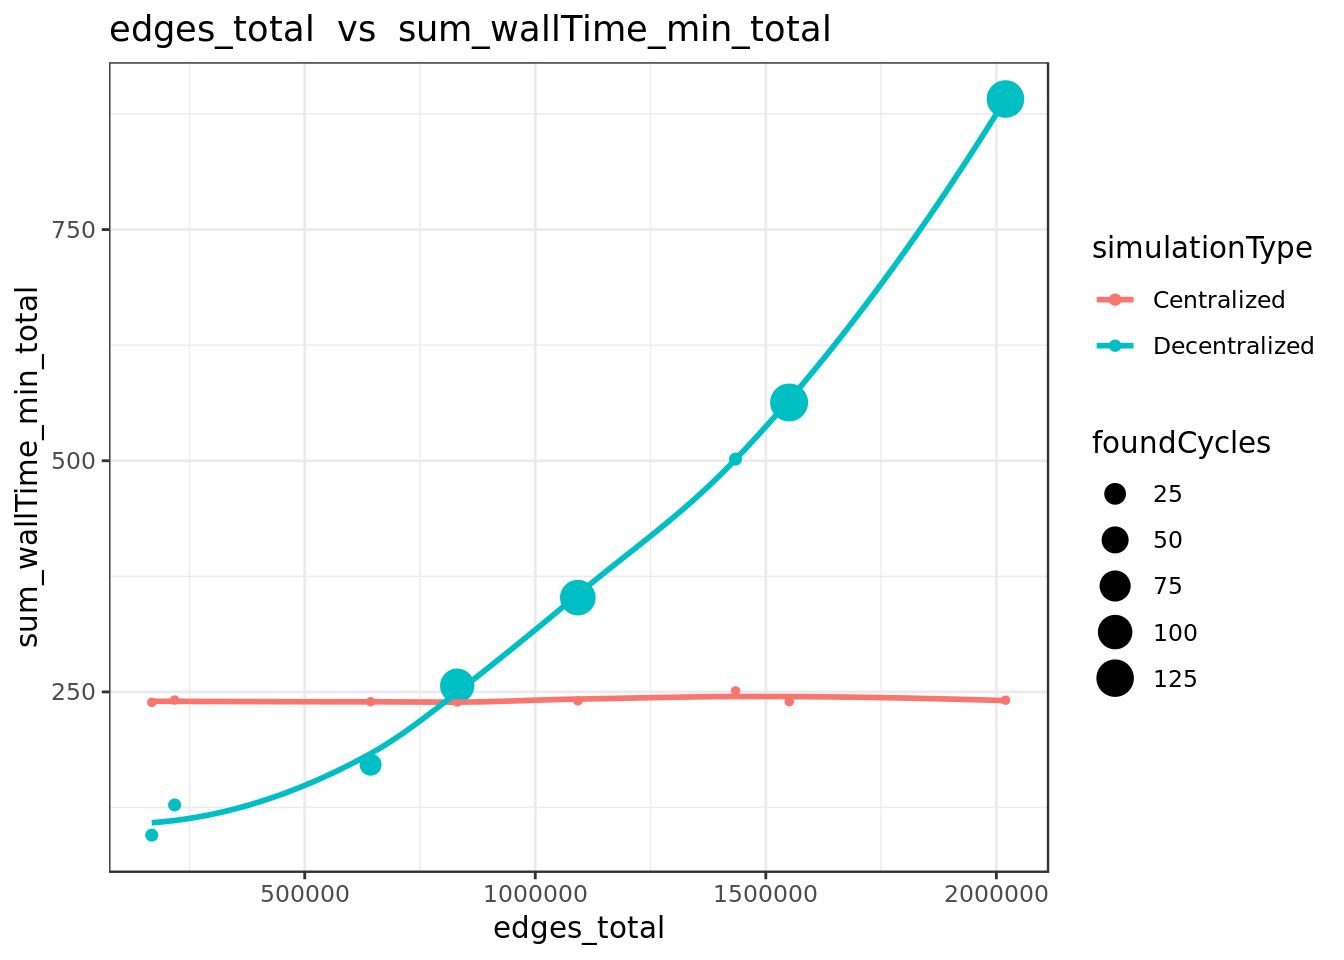 edges_total  vs  sum_wallTime_min_total
sum_wallTime_min_total
750
500
250
500000
1000000
1500000
2000000
edges_total
simulationType
Centralized
Decentralized
foundCycles
25
50
75
100
125